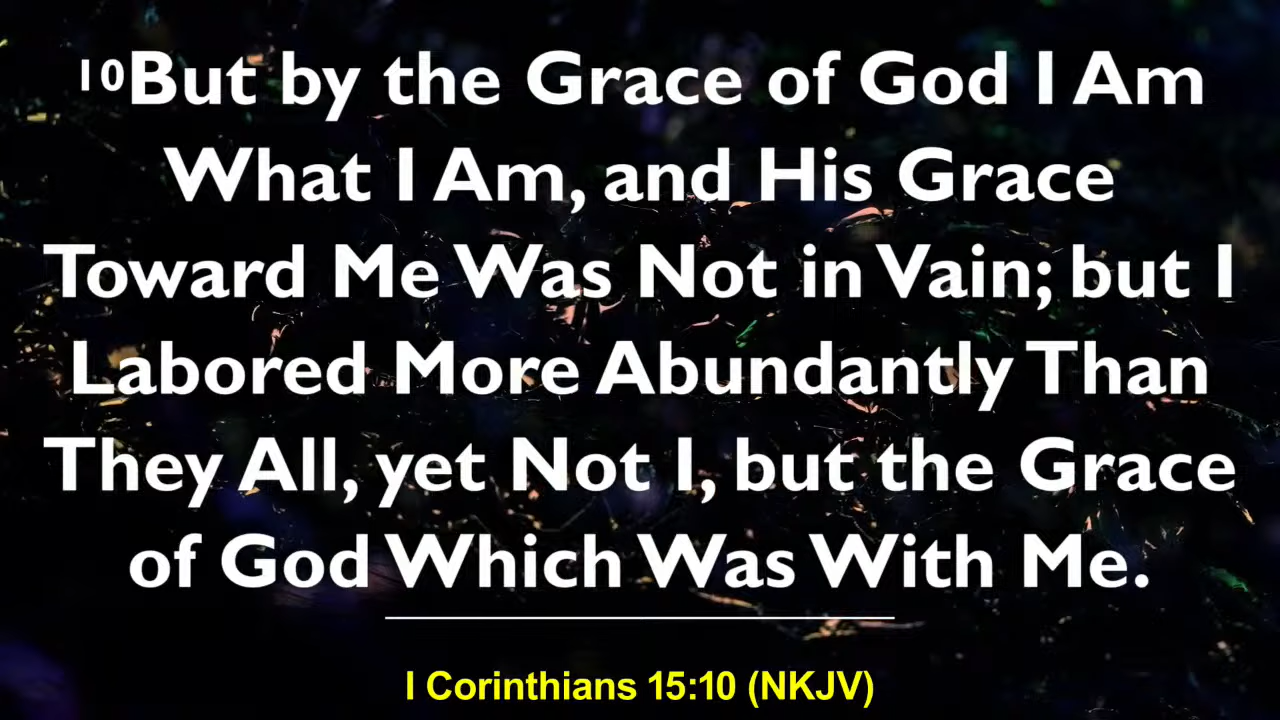 10But by the Grace of God I Am
What I Am, and His Grace
Toward Me Was Not in Vain; but I
Labored More Abundantly Than
They All, yet Not I, but the Grace
of God Which Was With Me.
I Corinthians 15:10 (NKJV)